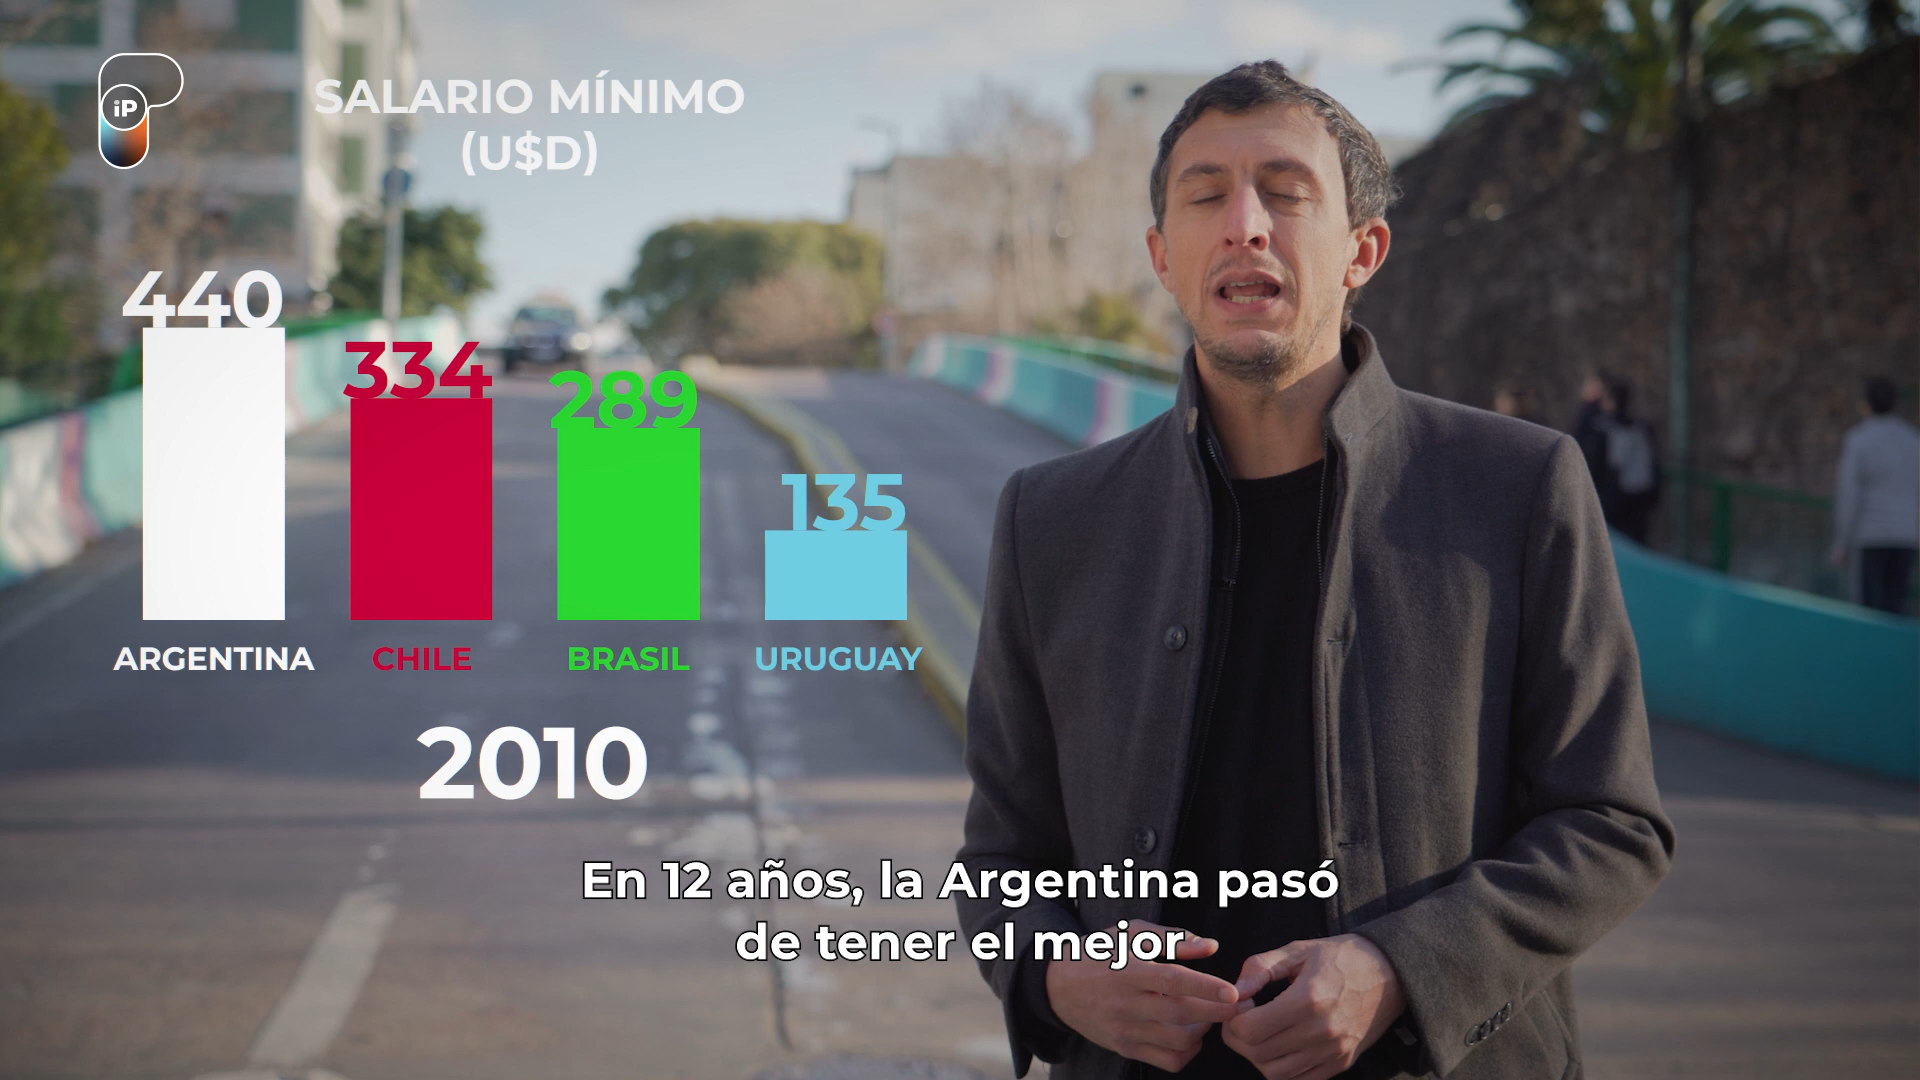 iP
SALARIO MÍNIMO
(U$D)
440
334
289
135
ARGENTINA
CHILE
BRASIL
URUGUAY
2010
En 12 años, la Argentina pasó
de tener el mejor